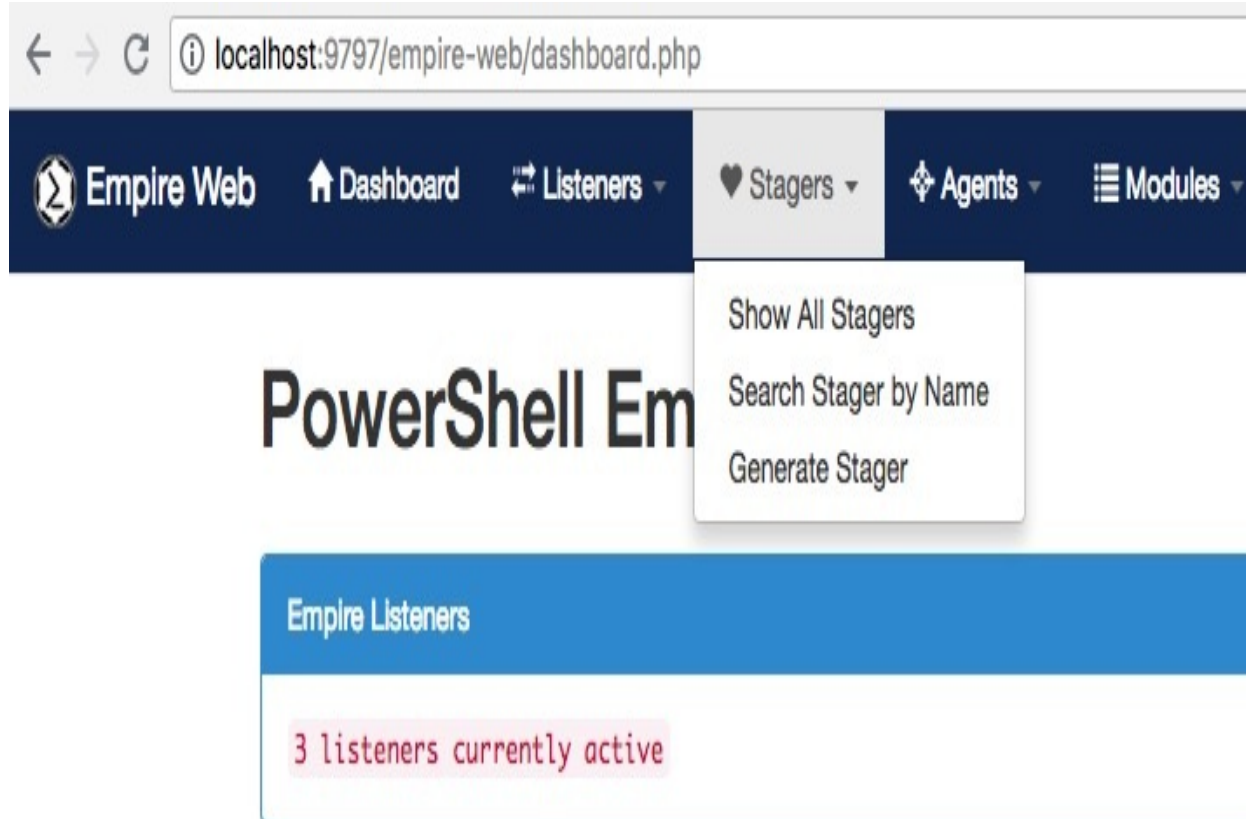 localhost:9797/empire-web/dashboard.php
Empire Web Dashboard Listeners Stagers Agents Modules
Show All Stagers
Search Stager by Name
Generate Stager
PowerShell Em
Empire Listeners
3 listeners currently active